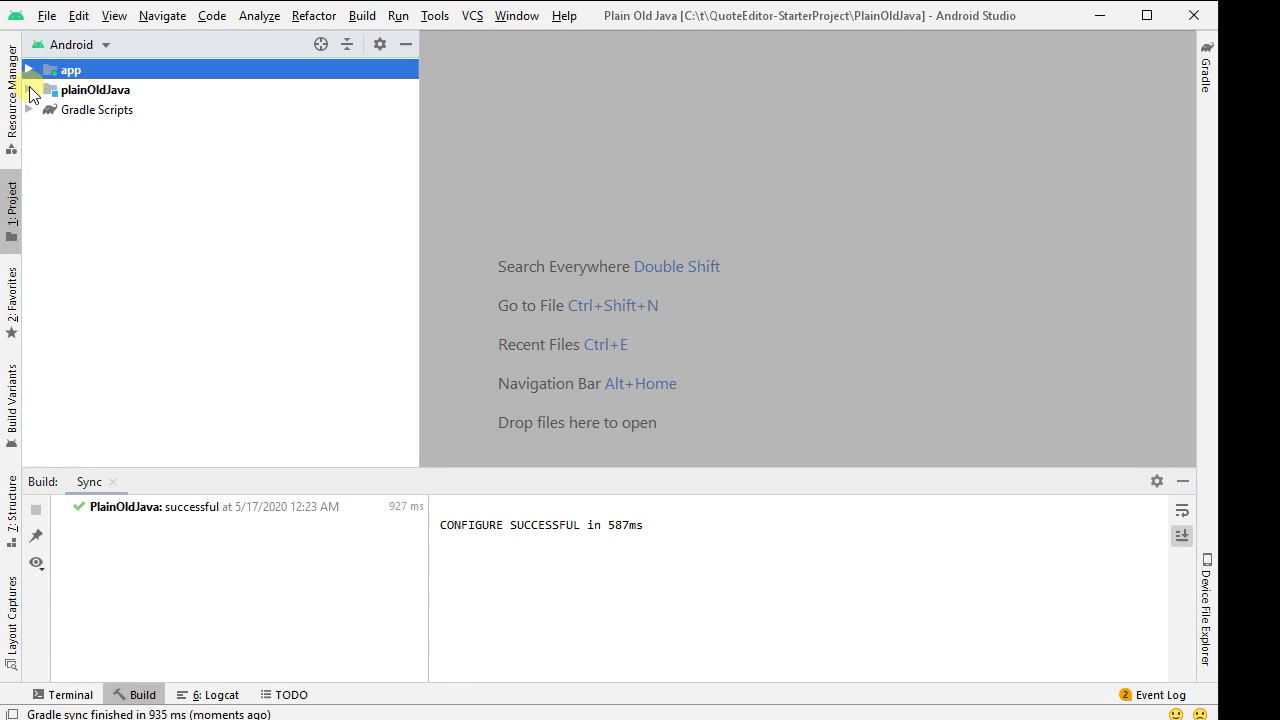 File Edit View Navigate Code Analyze Refactor Build Run Tools VCS Window Help Plain Old Java [C:\t\QuoteEditor-StarterProject\PlainOldJava] - Android Studio
Android
Resource Manager
1: Project
2: Favorites
Build Variants
7: Structure
Layout Captures
app
plainOldJava
Gradle Scripts
Search Everywhere Double Shift
Go to File Ctrl+Shift+N
Recent Files Ctrl+E
Navigation Bar Alt+Home
Drop files here to open
Gradle
Device File Explorer
Build: Sync
PlainOldJava: successful at 5/17/2020 12:23 AM 927 ms
CONFIGURE SUCCESSFUL in 587ms
Terminal Build 6: Logcat TODO 2 Event Log
Gradle sync finished in 935 ms (moments ago)